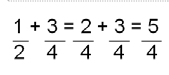 1/2 + 3/4 = 2/4 + 3/4 = 5/4